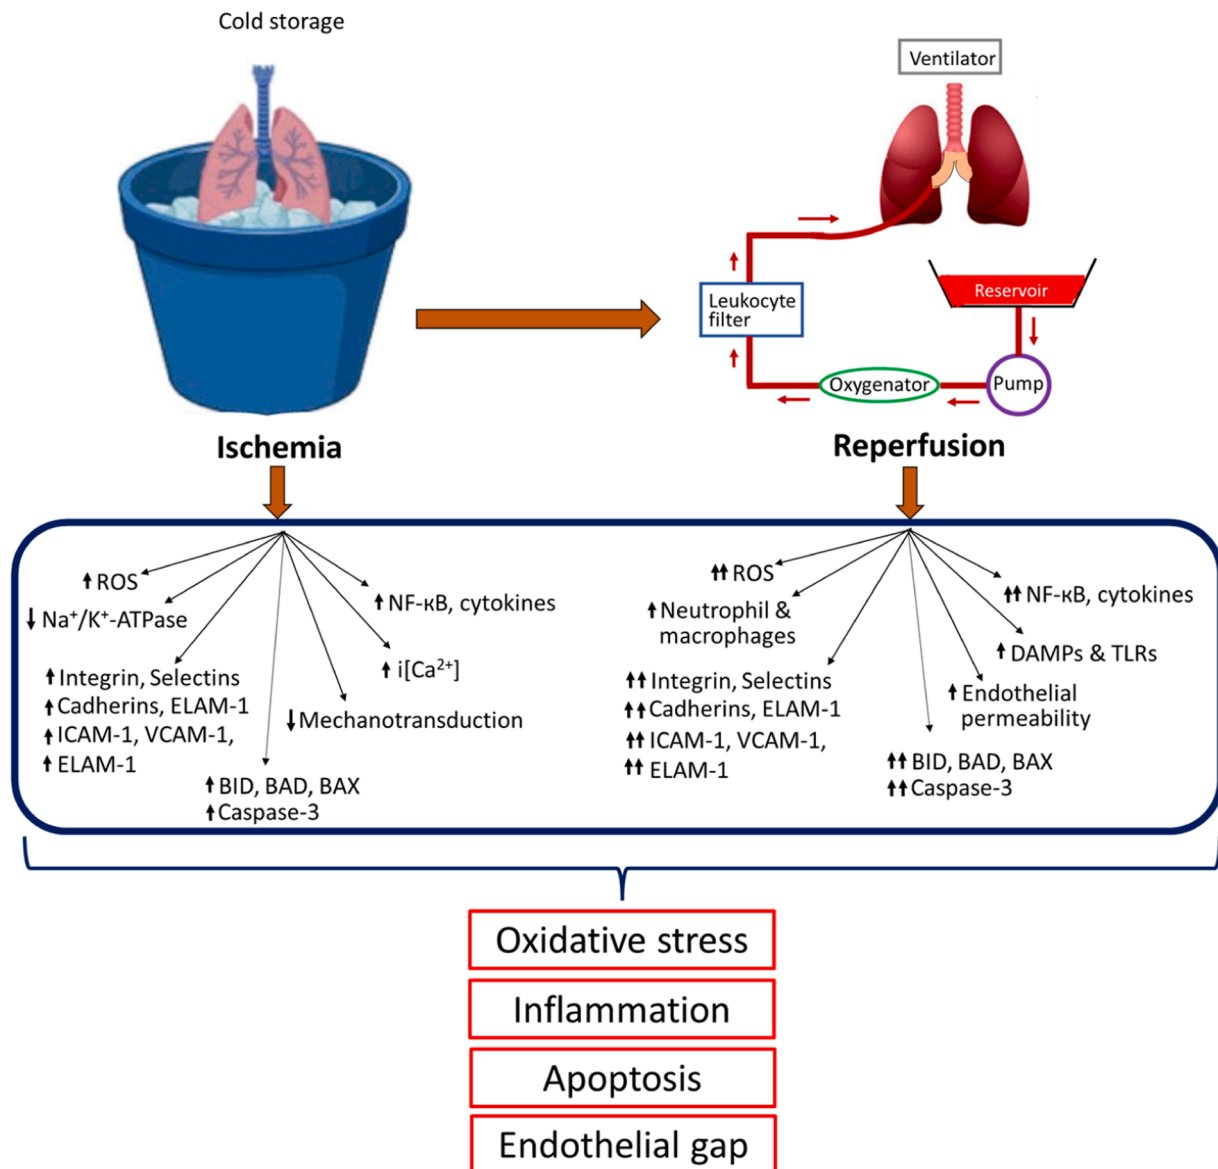 Cold storage
Ventilator
Leukocyte
filter
Reservoir
Oxygenator
Pump
Ischemia
Reperfusion
↑ ROS
↓ Na⁺/K⁺-ATPase
↑ Integrin, Selectins
↑ Cadherins, ELAM-1
↑ ICAM-1, VCAM-1,
↑ ELAM-1
↑ BID, BAD, BAX
↑ Caspase-3
↓ Mechanotransduction
↑ i[Ca²⁺]
↑ NF-κB, cytokines
↑↑ ROS
↑ Neutrophil &
macrophages
↑↑ Integrin, Selectins
↑↑ Cadherins, ELAM-1
↑↑ ICAM-1, VCAM-1,
↑↑ ELAM-1
↑↑ BID, BAD, BAX
↑↑ Caspase-3
↑ Endothelial
permeability
↑ DAMPs & TLRs
↑↑ NF-κB, cytokines
Oxidative stress
Inflammation
Apoptosis
Endothelial gap